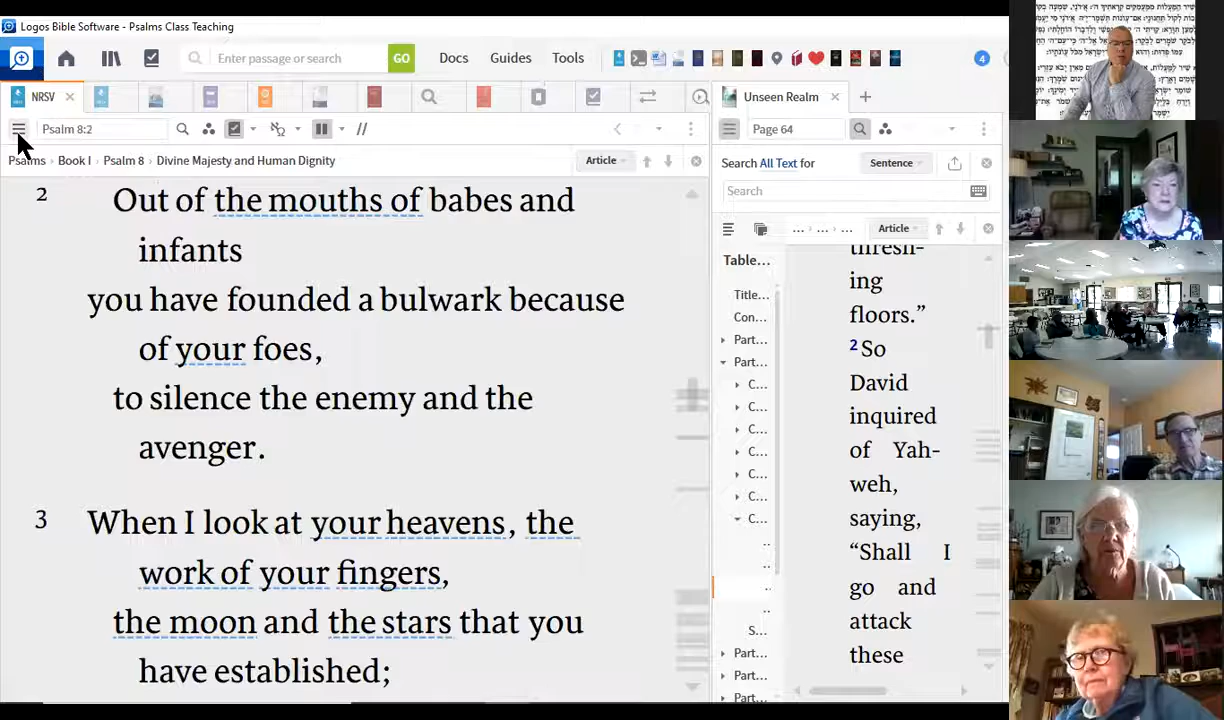 Logos Bible Software - Psalms Class Teaching
Enter passage or search
GO
Docs
Guides
Tools
4
NRSV
Unseen Realm
Psalm 8:2
Page 64
Psalms › Book I › Psalm 8 › Divine Majesty and Human Dignity
Article
Search All Text for
Sentence
Search
... › ... › ...
Article
2 Out of the mouths of babes and
infants
you have founded a bulwark because
of your foes,
to silence the enemy and the
avenger.
3 When I look at your heavens, the
work of your fingers,
the moon and the stars that you
have established;
Table...
Title...
Con...
Part...
Part...
C...
C...
C...
C...
C...
C...
C...
..
..
..
..
S...
Part...
Part...
Part...
thresh-
ing
floors.”
2 So
David
inquired
of Yah-
weh,
saying,
“Shall I
go and
attack
these